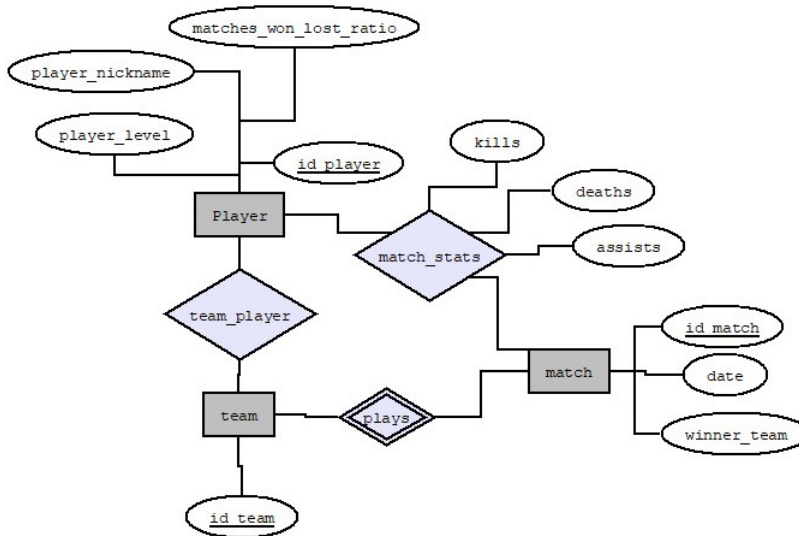 matches_won_lost_ratio
player_nickname
player_level
id_player
kills
deaths
assists
Player
match_stats
team_player
id_match
date
winner_team
match
team
plays
id_team